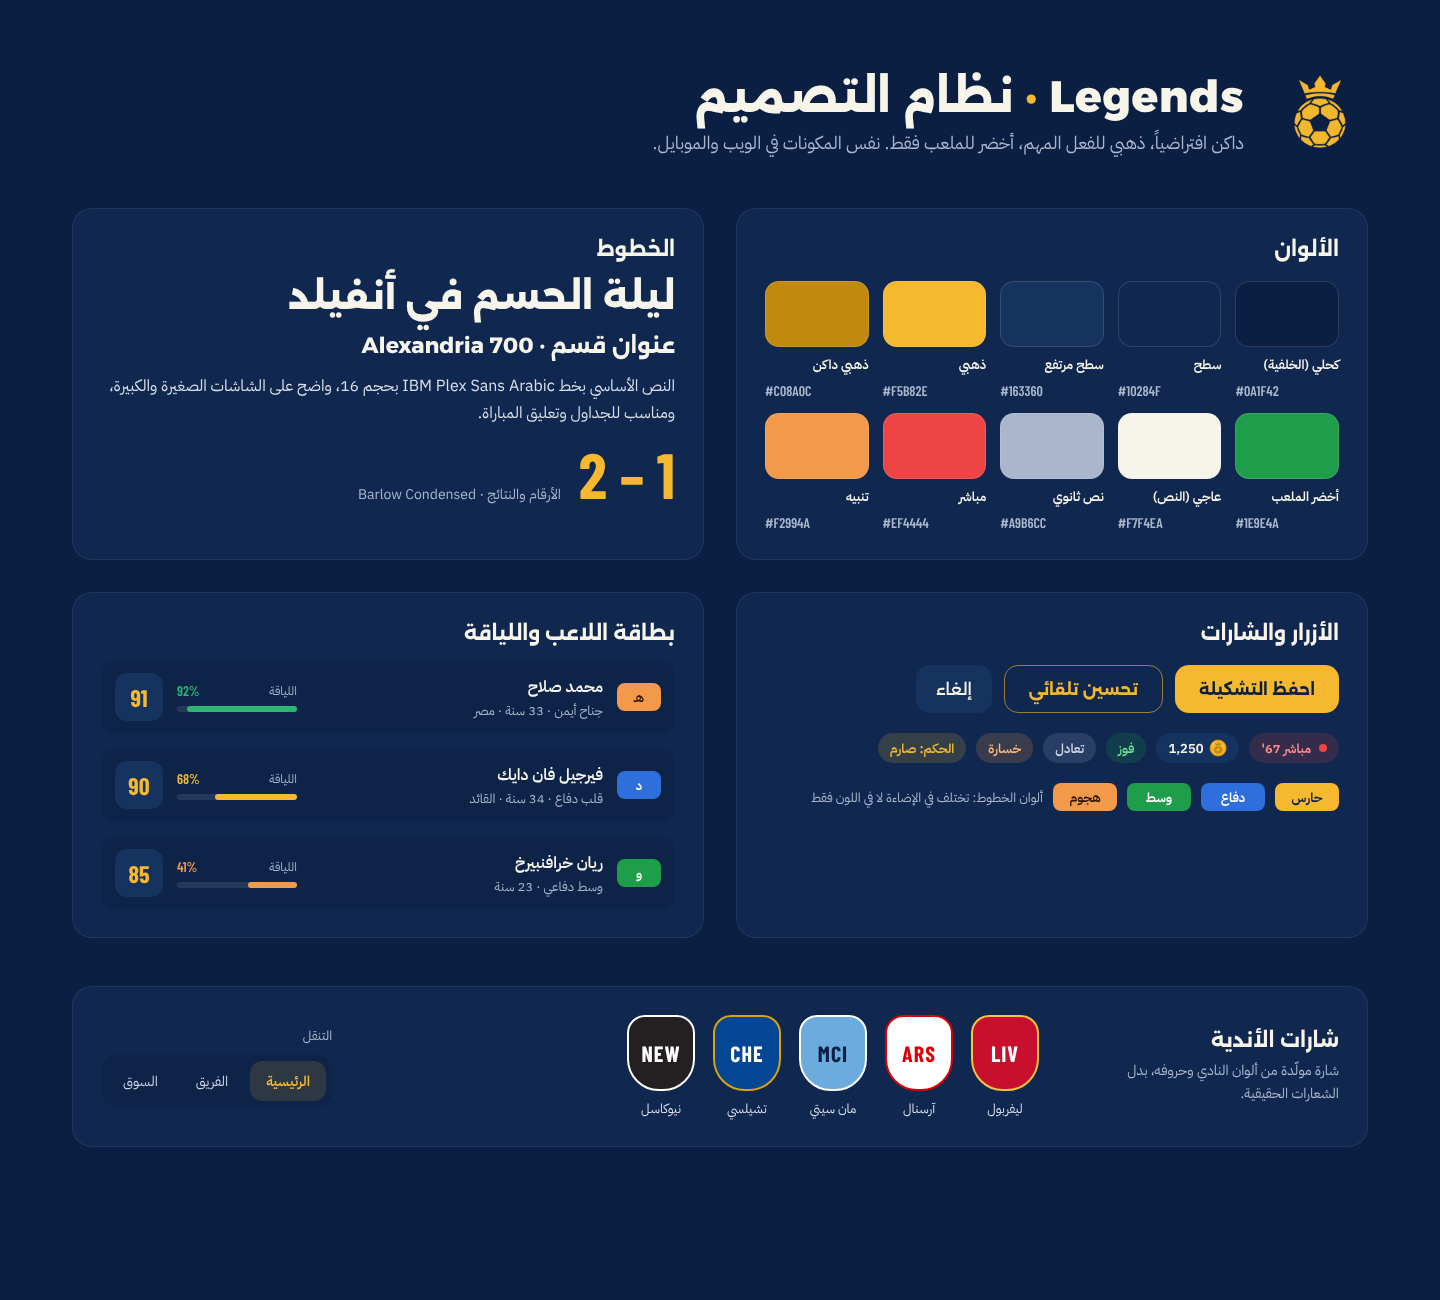 Legends · نظام التصميم
داكن افتراضياً، ذهبي للفعل المهم، أخضر للملعب فقط. نفس المكونات في الويب والموبايل.
الألوان
كحلي (الخلفية)
#0A1F42
سطح
#10284F
سطح مرتفع
#163360
ذهبي
#F5B82E
ذهبي داكن
#C08A0C
أخضر الملعب
#1E9E4A
عاجي (النص)
#F7F4EA
نص ثانوي
#A9B6CC
مباشر
#EF4444
تنبيه
#F2994A
الخطوط
ليلة الحسم في أنفيلد
عنوان قسم · Alexandria 700
النص الأساسي بخط IBM Plex Sans Arabic بحجم 16، واضح على الشاشات الصغيرة والكبيرة،
ومناسب للجداول وتعليق المباراة.
2 – 1
الأرقام والنتائج · Barlow Condensed
الأزرار والشارات
احفظ التشكيلة
تحسين تلقائي
إلغاء
مباشر 67'
1,250
فوز
تعادل
خسارة
الحكم: صارم
حارس
دفاع
وسط
هجوم
ألوان الخطوط: تختلف في الإضاءة لا في اللون فقط
بطاقة اللاعب واللياقة
هـ
محمد صلاح
جناح أيمن · 33 سنة · مصر
اللياقة
92%
91
د
فيرجيل فان دايك
قلب دفاع · 34 سنة · القائد
اللياقة
68%
90
و
ريان خرافنبيرخ
وسط دفاعي · 23 سنة
اللياقة
41%
85
شارات الأندية
شارة مولّدة من ألوان النادي وحروفه، بدل
الشعارات الحقيقية.
LIV
ليفربول
ARS
آرسنال
MCI
مان سيتي
CHE
تشيلسي
NEW
نيوكاسل
التنقل
الرئيسية
الفريق
السوق